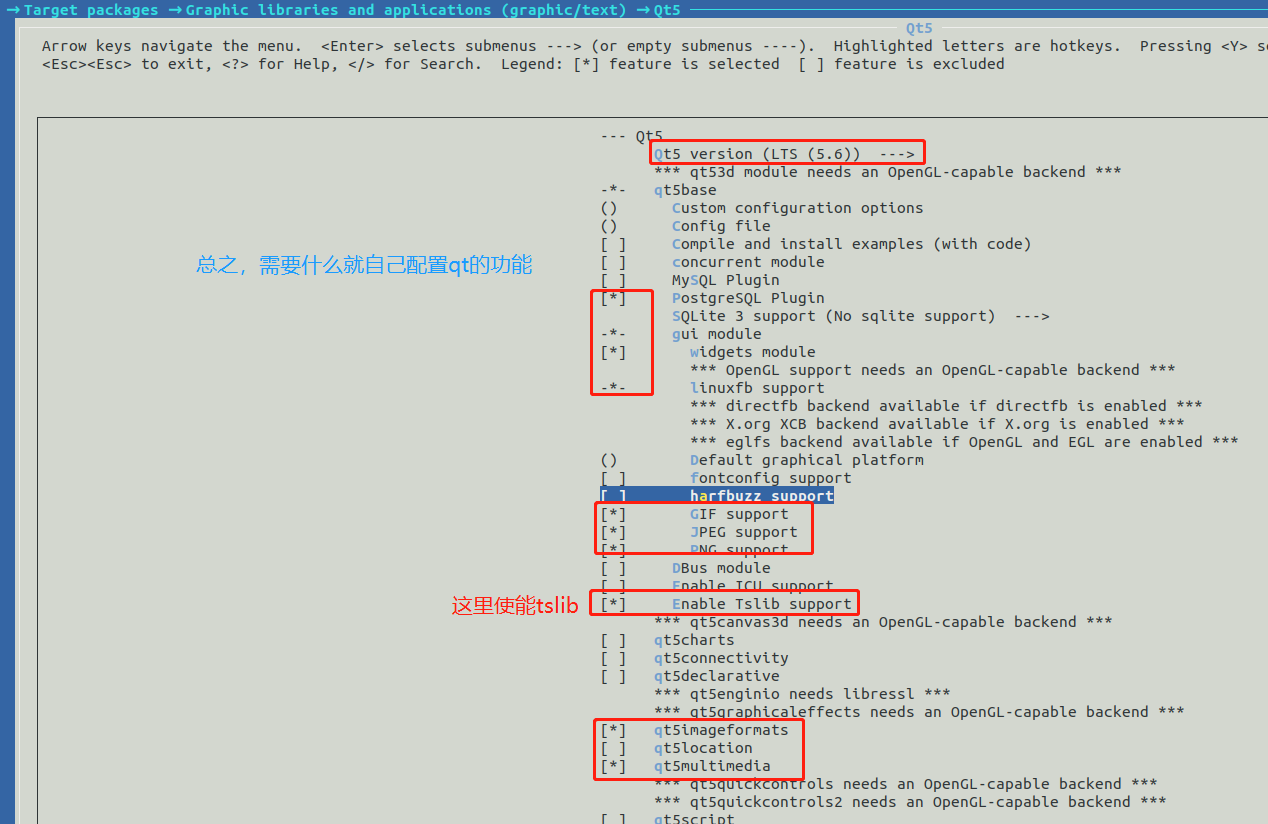 →Target packages →Graphic libraries and applications (graphic/text) →Qt5
Qt5
Arrow keys navigate the menu.  <Enter> selects submenus ---> (or empty submenus ----).  Highlighted letters are hotkeys.  Pressing <Y>
<Esc><Esc> to exit, <?> for Help, </> for Search.  Legend: [*] feature is selected  [ ] feature is excluded
--- Qt5
Qt5 version (LTS (5.6))  --->
*** qt53d module needs an OpenGL-capable backend ***
-*- qt5base
() Custom configuration options
() Config file
[ ] Compile and install examples (with code)
总之，需要什么就自己配置qt的功能
[ ] concurrent module
[ ] MySQL Plugin
[*] PostgreSQL Plugin
SQLite 3 support (No sqlite support)  --->
-*- gui module
[*] widgets module
*** OpenGL support needs an OpenGL-capable backend ***
-*- linuxfb support
*** directfb backend available if directfb is enabled ***
*** X.org XCB backend available if X.org is enabled ***
*** eglfs backend available if OpenGL and EGL are enabled ***
() Default graphical platform
[ ] fontconfig support
[ ] harfbuzz support
[*] GIF support
[*] JPEG support
[*] PNG support
[ ] DBus module
[ ] Enable ICU support
这里使能tslib
[*] Enable Tslib support
*** qt5canvas3d needs an OpenGL-capable backend ***
[ ] qt5charts
[ ] qt5connectivity
[ ] qt5declarative
*** qt5enginio needs libressl ***
*** qt5graphicaleffects needs an OpenGL-capable backend ***
[*] qt5imageformats
[ ] qt5location
[*] qt5multimedia
*** qt5quickcontrols needs an OpenGL-capable backend ***
*** qt5quickcontrols2 needs an OpenGL-capable backend ***
[ ] qt5script